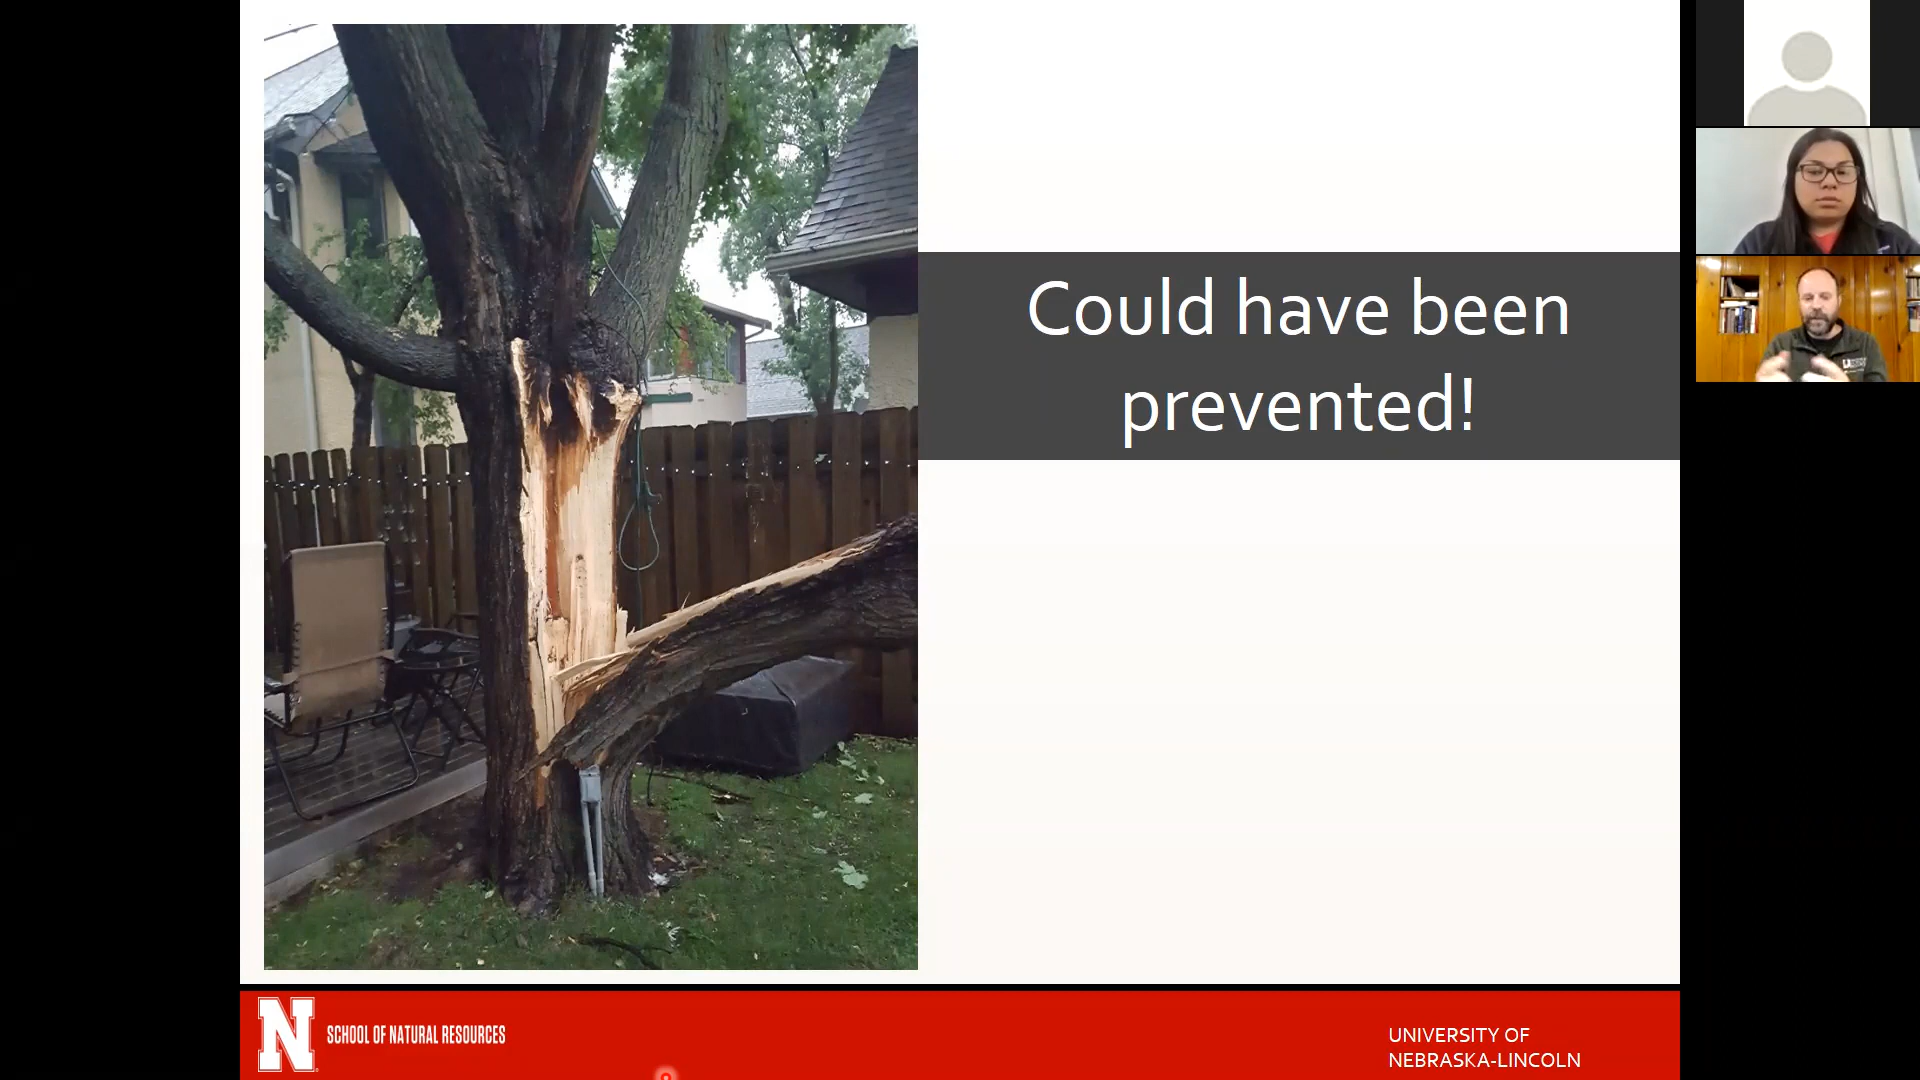 Could have been
prevented!
N
SCHOOL OF NATURAL RESOURCES
UNIVERSITY OF
NEBRASKA-LINCOLN